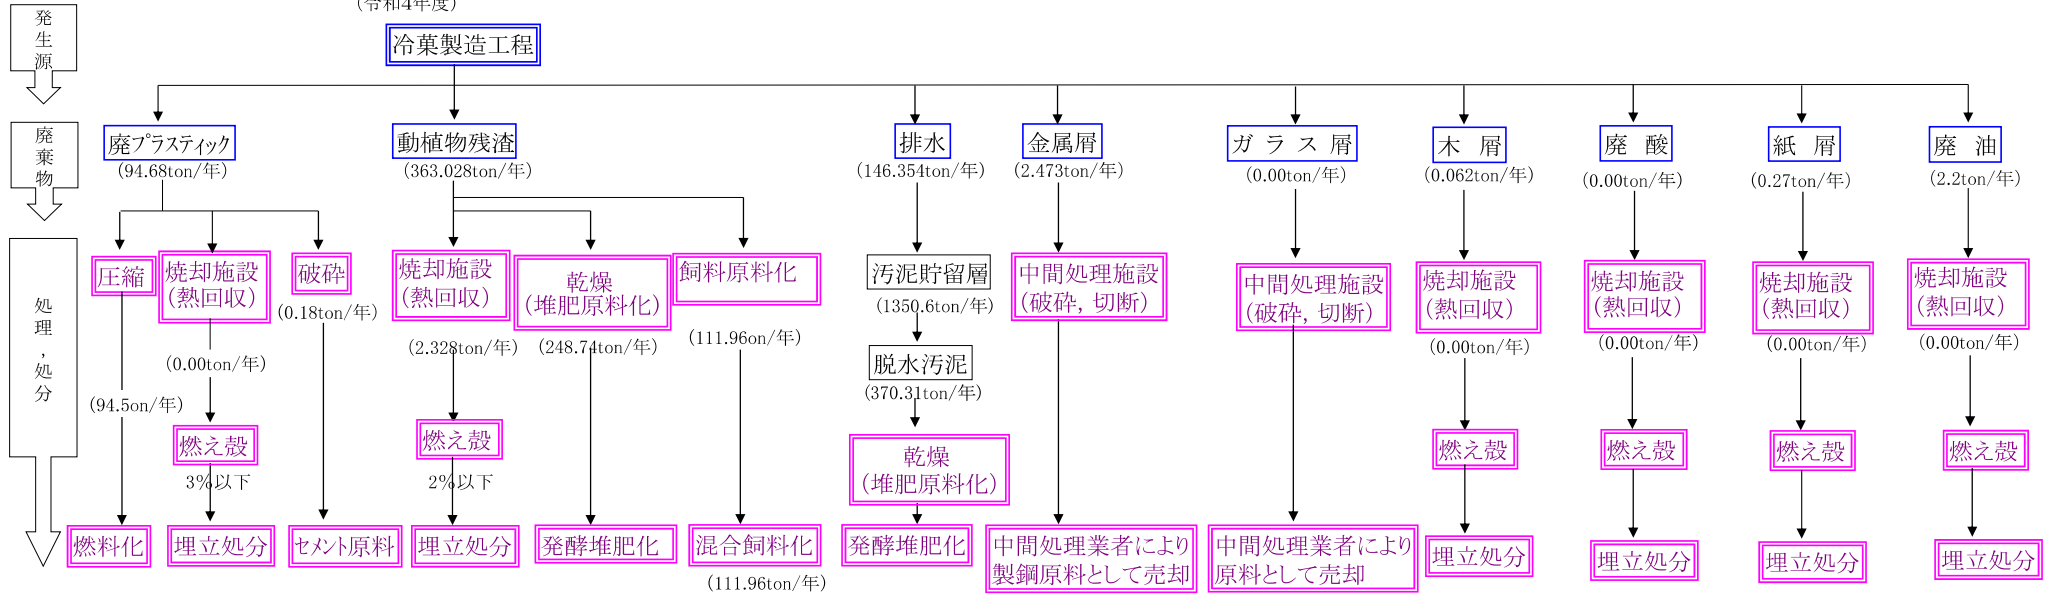 (令和4年度)
発生源
冷菓製造工程
廃棄物
廃プラスティック
動植物残渣
排水
金属屑
ガラス屑
木 屑
廃 酸
紙 屑
廃 油
(94.68ton/年)
(363.028ton/年)
(146.354ton/年)
(2.473ton/年)
(0.00ton/年)
(0.062ton/年)
(0.00ton/年)
(0.27ton/年)
(2.2ton/年)
処理,処分
圧縮
焼却施設
(熱回収)
破砕
焼却施設
(熱回収)
乾燥
(堆肥原料化)
飼料原料化
汚泥貯留層
中間処理施設
(破砕, 切断)
中間処理施設
(破砕, 切断)
焼却施設
(熱回収)
焼却施設
(熱回収)
焼却施設
(熱回収)
焼却施設
(熱回収)
(0.18ton/年)
(1350.6ton/年)
(0.00ton/年)
(2.328ton/年)
(248.74ton/年)
(111.96on/年)
脱水汚泥
(0.00ton/年)
(0.00ton/年)
(0.00ton/年)
(0.00ton/年)
(94.5on/年)
(370.31ton/年)
燃え殻
燃え殻
乾燥
(堆肥原料化)
燃え殻
燃え殻
燃え殻
燃え殻
3%以下
2%以下
燃料化
埋立処分
セメント原料
埋立処分
発酵堆肥化
混合飼料化
発酵堆肥化
中間処理業者により
製鋼原料として売却
中間処理業者により
原料として売却
埋立処分
埋立処分
埋立処分
埋立処分
(111.96ton/年)